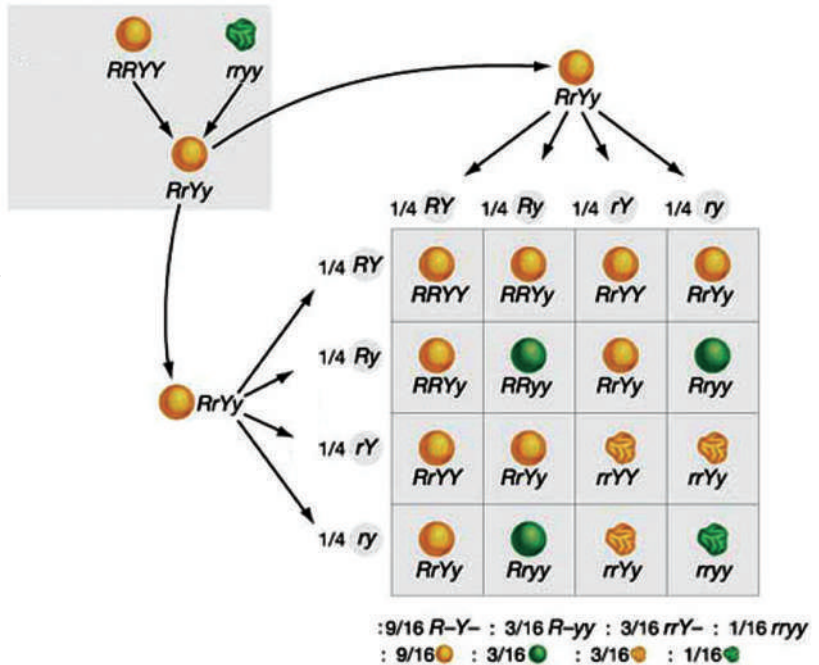 RRYY rryy
RrYy
RrYy
1/4 RY 1/4 Ry 1/4 rY 1/4 ry
1/4 RY
RRYY RRYy RrYY RrYy
1/4 Ry
RRYy RRyy RrYy Rryy
RrYy
1/4 rY
RrYY RrYy rrYY rrYy
1/4 ry
RrYy Rryy rrYy rryy
:9/16 R–Y– : 3/16 R–yy : 3/16 rrY– : 1/16 rryy
: 9/16 : 3/16 : 3/16 : 1/16